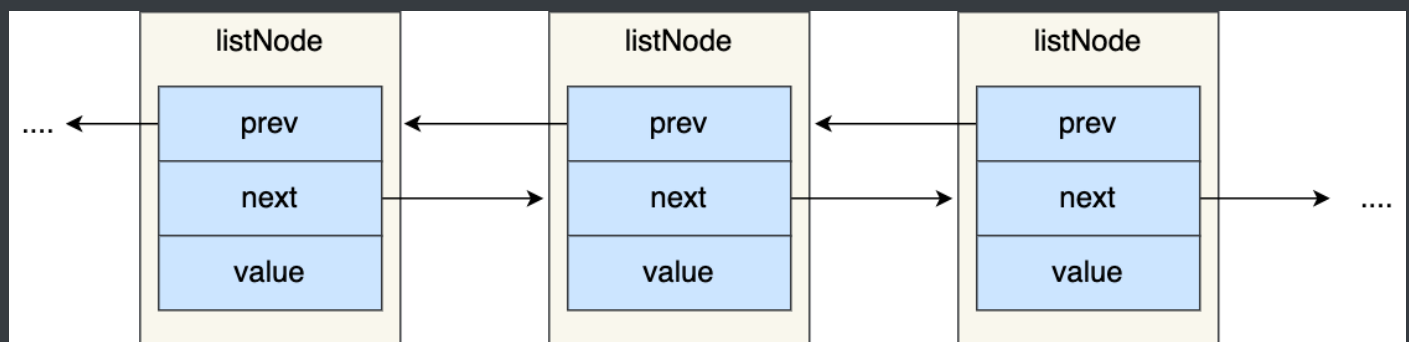 listNode listNode listNode
.... prev prev prev
next next next ....
value value value